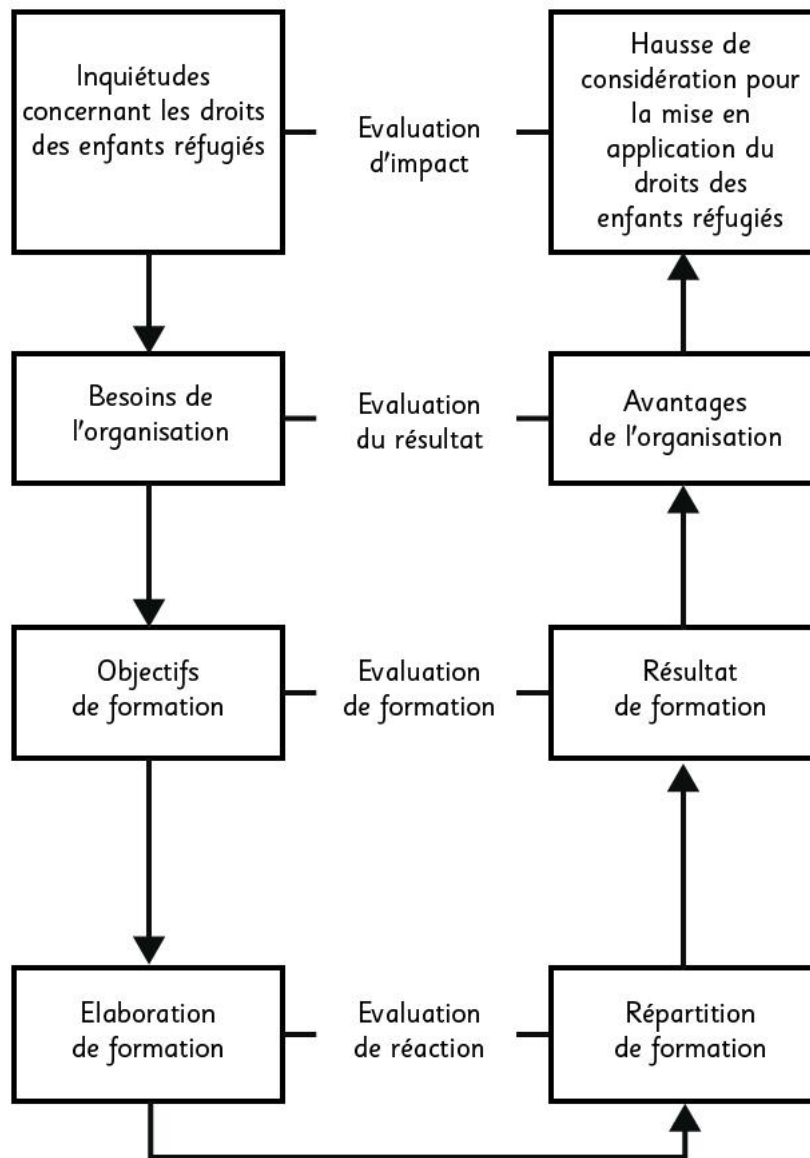 Inquiétudes
concernant les droits
des enfants réfugiés
Evaluation
d'impact
Hausse de
considération pour
la mise en
application du
droits des
enfants réfugiés
Besoins de
l'organisation
Evaluation
du résultat
Avantages
de l'organisation
Objectifs
de formation
Evaluation
de formation
Résultat
de formation
Elaboration
de formation
Evaluation
de réaction
Répartition
de formation